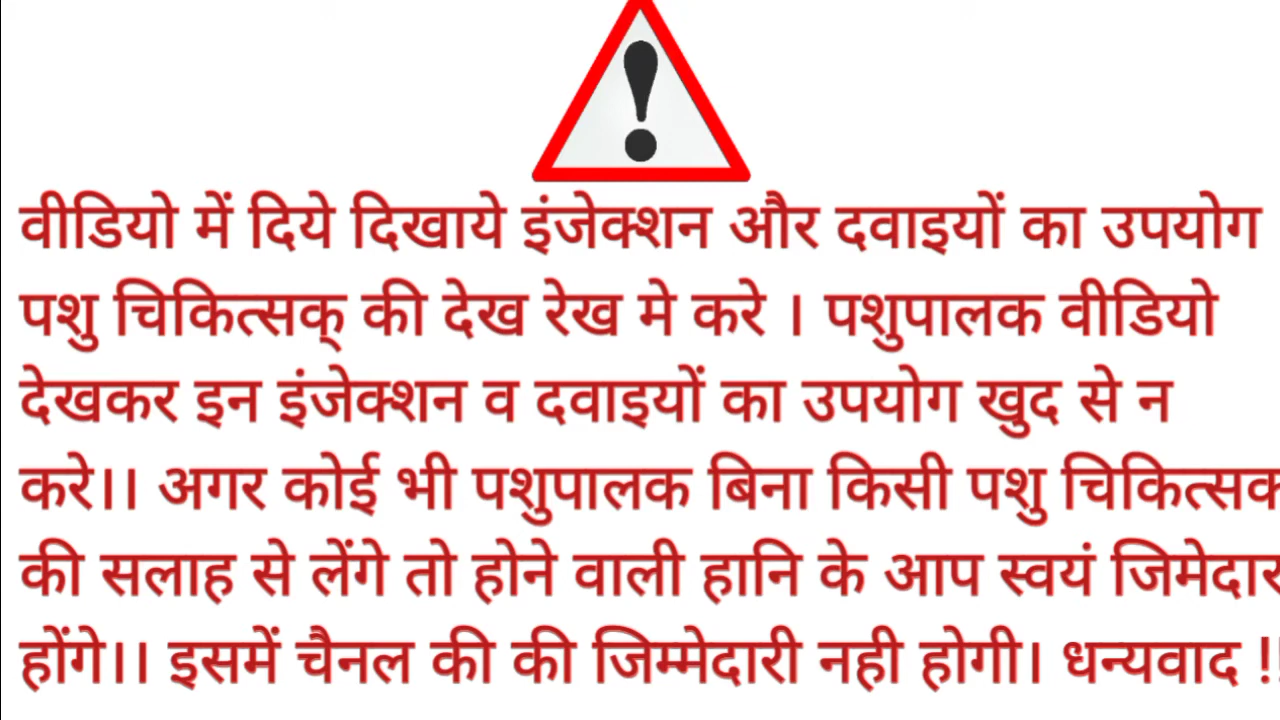 वीडियो में दिये दिखाये इंजेक्शन और दवाइयों का उपयोग
पशु चिकित्सक् की देख रेख मे करे । पशुपालक वीडियो
देखकर इन इंजेक्शन व दवाइयों का उपयोग खुद से न
करे।। अगर कोई भी पशुपालक बिना किसी पशु चिकित्सक
की सलाह से लेंगे तो होने वाली हानि के आप स्वयं जिमेदार
होंगे।। इसमें चैनल की की जिम्मेदारी नही होगी। धन्यवाद !!